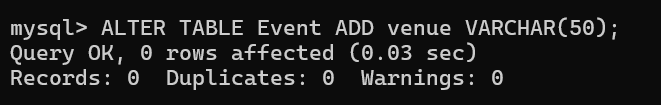 mysql> ALTER TABLE Event ADD venue VARCHAR(50);
Query OK, 0 rows affected (0.03 sec)
Records: 0  Duplicates: 0  Warnings: 0